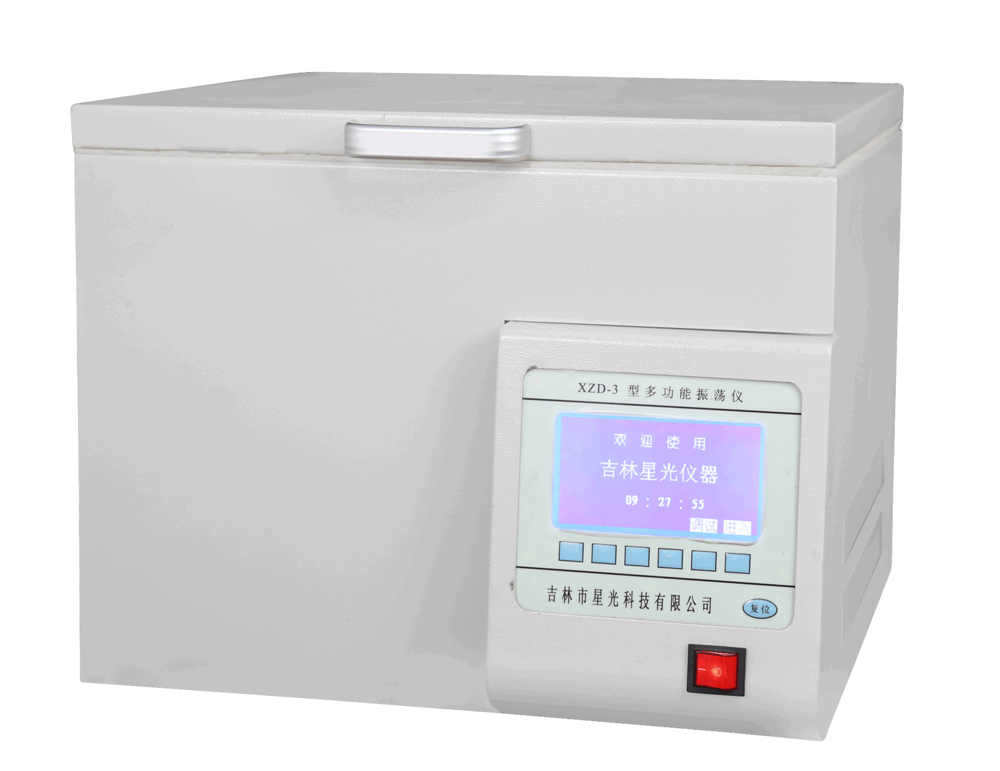 XZD-3 型多功能振荡仪
欢迎使用
吉林星光仪器
09 : 27 : 55
调试 进入
吉林市星光科技有限公司
复位